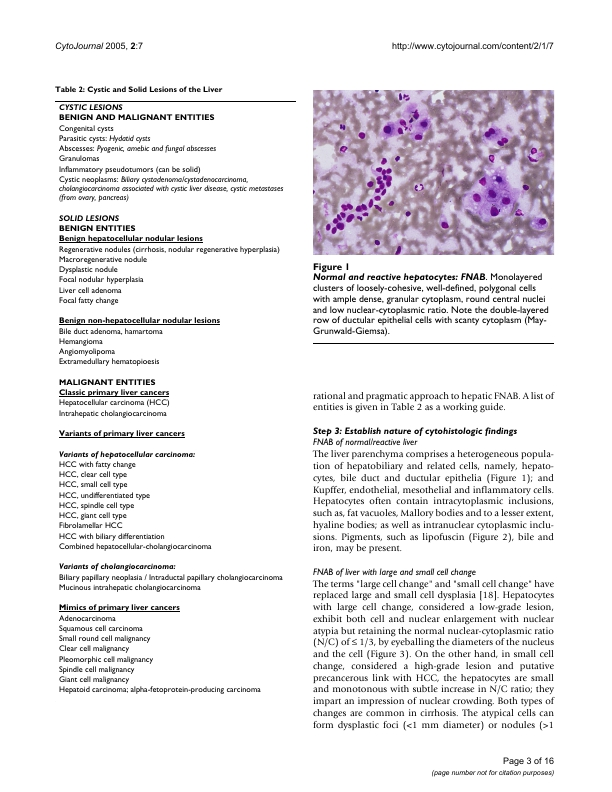 CytoJournal 2005, 2:7
http://www.cytojournal.com/content/2/1/7
Table 2: Cystic and Solid Lesions of the Liver
CYSTIC LESIONS
BENIGN AND MALIGNANT ENTITIES
Congenital cysts
Parasitic cysts: Hydatid cysts
Abscesses: Pyogenic, amebic and fungal abscesses
Granulomas
Inflammatory pseudotumors (can be solid)
Cystic neoplasms: Biliary cystadenoma/cystadenocarcinoma,
cholangiocarcinoma associated with cystic liver disease, cystic metastases
(from ovary, pancreas)
SOLID LESIONS
BENIGN ENTITIES
Benign hepatocellular nodular lesions
Regenerative nodules (cirrhosis, nodular regenerative hyperplasia)
Macroregenerative nodule
Dysplastic nodule
Focal nodular hyperplasia
Liver cell adenoma
Focal fatty change
Benign non-hepatocellular nodular lesions
Bile duct adenoma, hamartoma
Hemangioma
Angiomyolipoma
Extramedullary hematopoiesis
MALIGNANT ENTITIES
Classic primary liver cancers
Hepatocellular carcinoma (HCC)
Intrahepatic cholangiocarcinoma
Variants of primary liver cancers
Variants of hepatocellular carcinoma:
HCC with fatty change
HCC, clear cell type
HCC, small cell type
HCC, undifferentiated type
HCC, spindle cell type
HCC, giant cell type
Fibrolamellar HCC
HCC with biliary differentiation
Combined hepatocellular-cholangiocarcinoma
Variants of cholangiocarcinoma:
Biliary papillary neoplasia / Intraductal papillary cholangiocarcinoma
Mucinous intrahepatic cholangiocarcinoma
Mimics of primary liver cancers
Adenocarcinoma
Squamous cell carcinoma
Small round cell malignancy
Clear cell malignancy
Pleomorphic cell malignancy
Spindle cell malignancy
Giant cell malignancy
Hepatoid carcinoma; alpha-fetoprotein-producing carcinoma
Figure 1
Normal and reactive hepatocytes: FNAB. Monolayered
clusters of loosely-cohesive, well-defined, polygonal cells
with ample dense, granular cytoplasm, round central nuclei
and low nuclear-cytoplasmic ratio. Note the double-layered
row of ductular epithelial cells with scanty cytoplasm (May-
Grunwald-Giemsa).
rational and pragmatic approach to hepatic FNAB. A list of
entities is given in Table 2 as a working guide.
Step 3: Establish nature of cytohistologic findings
FNAB of normal/reactive liver
The liver parenchyma comprises a heterogeneous popula-
tion of hepatobiliary and related cells, namely, hepato-
cytes, bile duct and ductular epithelia (Figure 1); and
Kupffer, endothelial, mesothelial and inflammatory cells.
Hepatocytes often contain intracytoplasmic inclusions,
such as, fat vacuoles, Mallory bodies and to a lesser extent,
hyaline bodies; as well as intranuclear cytoplasmic inclu-
sions. Pigments, such as lipofuscin (Figure 2), bile and
iron, may be present.
FNAB of liver with large and small cell change
The terms "large cell change" and "small cell change" have
replaced large and small cell dysplasia [18]. Hepatocytes
with large cell change, considered a low-grade lesion,
exhibit both cell and nuclear enlargement with nuclear
atypia but retaining the normal nuclear-cytoplasmic ratio
(N/C) of ≤ 1/3, by eyeballing the diameters of the nucleus
and the cell (Figure 3). On the other hand, in small cell
change, considered a high-grade lesion and putative
precancerous link with HCC, the hepatocytes are small
and monotonous with subtle increase in N/C ratio; they
impart an impression of nuclear crowding. Both types of
changes are common in cirrhosis. The atypical cells can
form dysplastic foci (<1 mm diameter) or nodules (>1
Page 3 of 16
(page number not for citation purposes)